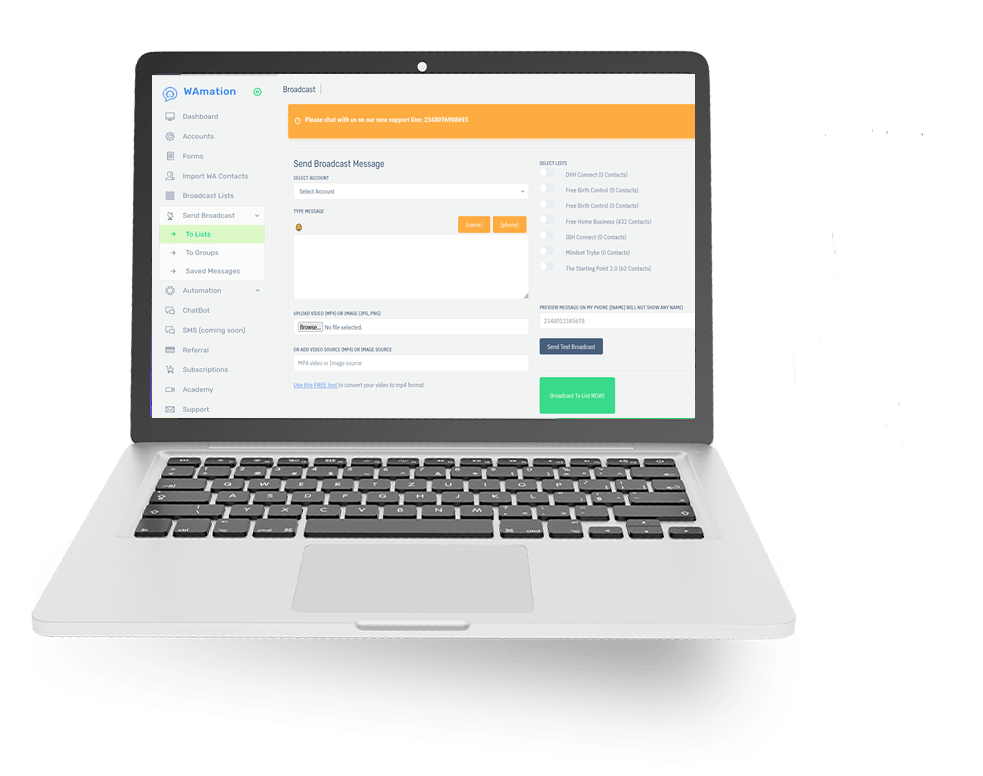 WAmation
Dashboard
Accounts
Forms
Import WA Contacts
Broadcast Lists
Send Broadcast
To Lists
To Groups
Saved Messages
Automation
ChatBot
SMS (coming soon)
Referral
Subscriptions
Academy
Support
Broadcast
Please chat with us on our new support line: 2348076908693
Send Broadcast Message
SELECT ACCOUNT
Select Account
TYPE MESSAGE
[name] [phone]
UPLOAD VIDEO (MP4) OR IMAGE (JPG, PNG)
Browse... No file selected.
OR ADD VIDEO SOURCE (MP4) OR IMAGE SOURCE
MP4 video or Image source
Use this FREE tool to convert your video to mp4 format
SELECT LISTS
OVH Connect (0 Contacts)
Free Birth Control (0 Contacts)
Free Birth Control (0 Contacts)
Free Home Business (432 Contacts)
IBH Connect (0 Contacts)
Mindset Trybe (0 Contacts)
The Starting Point 2.0 (62 Contacts)
PREVIEW MESSAGE ON MY PHONE ([NAME] WILL NOT SHOW ANY NAME)
2348012345678
Send Test Broadcast
Broadcast To List NOW!
Q W E R T Z U I O P
A S D F G H J K L
Y X C V B N M
ctrl cmd cmd